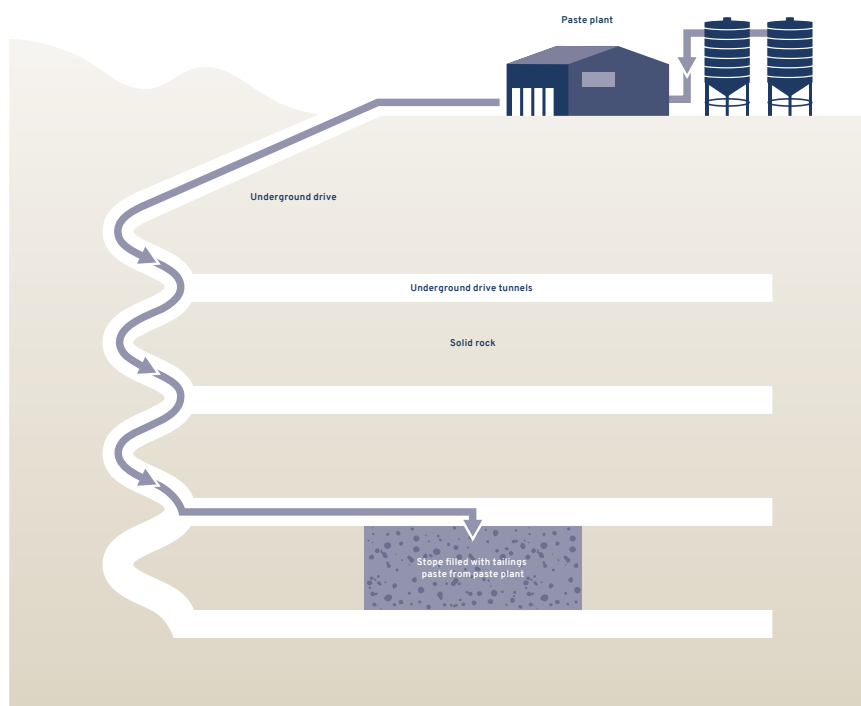 Paste plant
Underground drive
Underground drive tunnels
Solid rock
Stope filled with tailings
paste from paste plant